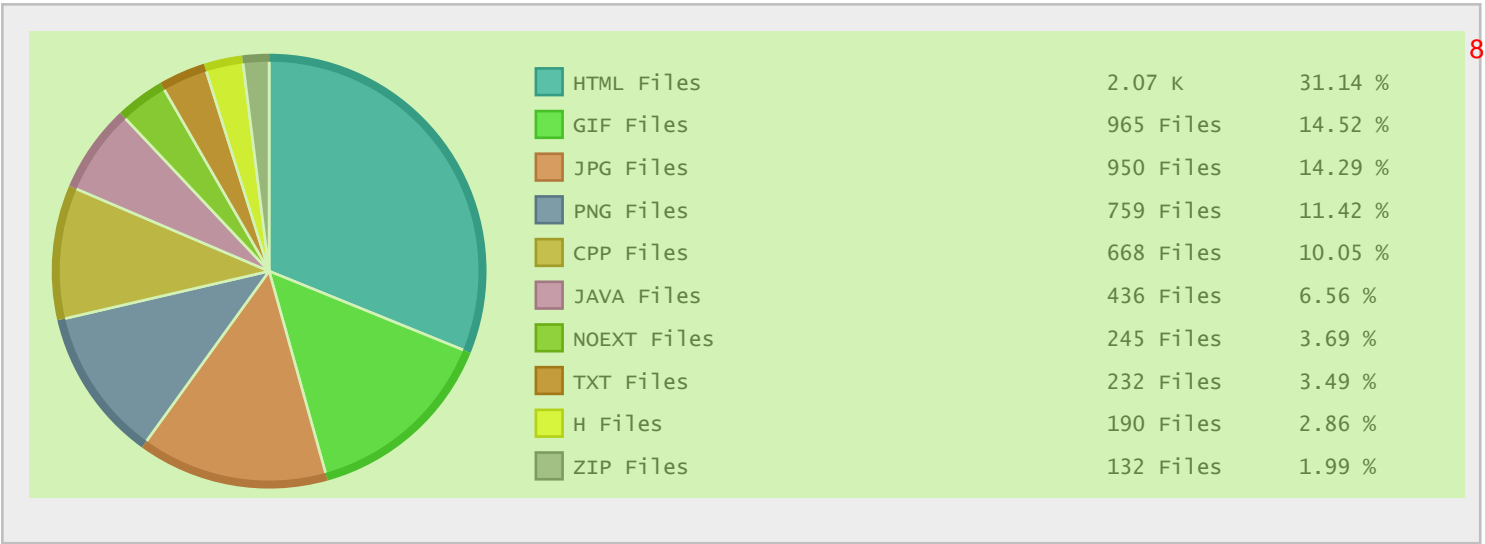 8
HTML Files 2.07 K 31.14 %
GIF Files 965 Files 14.52 %
JPG Files 950 Files 14.29 %
PNG Files 759 Files 11.42 %
CPP Files 668 Files 10.05 %
JAVA Files 436 Files 6.56 %
NOEXT Files 245 Files 3.69 %
TXT Files 232 Files 3.49 %
H Files 190 Files 2.86 %
ZIP Files 132 Files 1.99 %